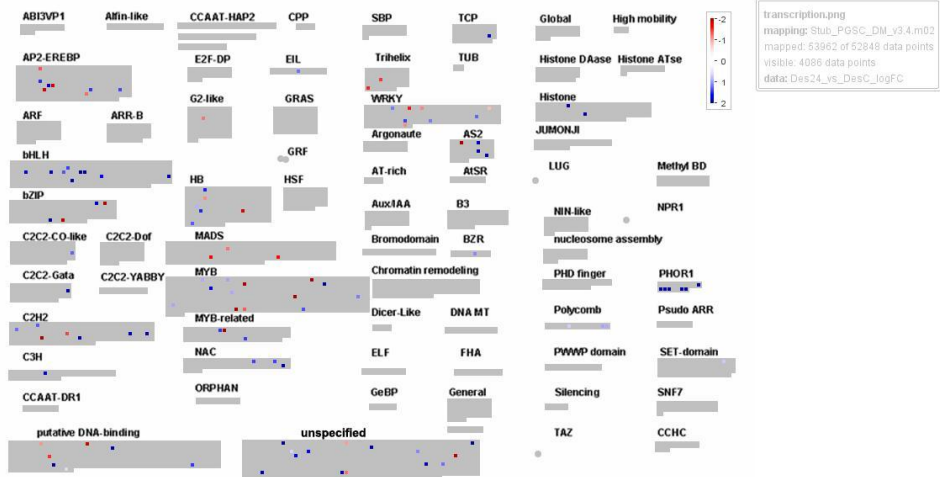 ABI3VP1
Alfin-like
CCAAT-HAP2
CPP
SBP
TCP
Global
High mobility
AP2-EREBP
E2F-DP
EIL
Trihelix
TUB
Histone DAase
Histone ATse
G2-like
GRAS
WRKY
Histone
ARF
ARR-B
Argonaute
AS2
JUMONJI
bHLH
GRF
LUG
Methyl BD
HB
HSF
AT-rich
AtSR
bZIP
Aux/IAA
B3
NIN-like
NPR1
C2C2-CO-like
C2C2-Dof
MADS
Bromodomain
BZR
nucleosome assembly
C2C2-Gata
C2C2-YABBY
MYB
Chromatin remodeling
PHD finger
PHOR1
C2H2
MYB-related
Dicer-Like
DNA MT
Polycomb
Psudo ARR
C3H
NAC
ELF
FHA
PWWP domain
SET-domain
CCAAT-DR1
ORPHAN
GeBP
General
Silencing
SNF7
putative DNA-binding
unspecified
TAZ
CCHC
-2
-1
0
1
2
transcription.png
mapping: Stub_PGSC_DM_v3.4.m02
mapped: 53962 of 52848 data points
visible: 4086 data points
data: Des24_vs_DesC_logFC